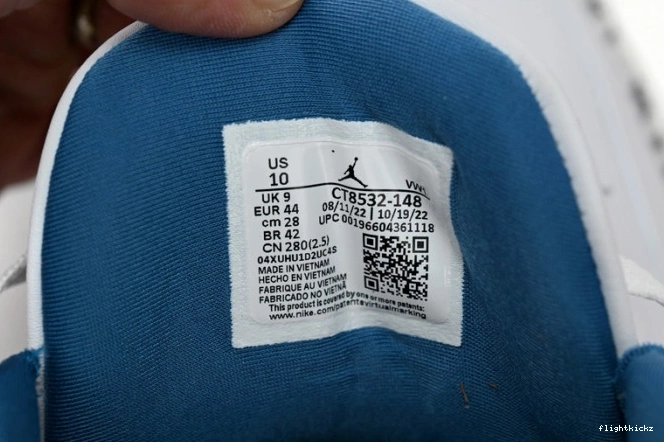 US
10
VW1
UK 9
EUR 44
cm 28
BR 42
CN 280(2.5)
CT8532-148
08/11/22 | 10/19/22
UPC 00196604361118
04XUHU1D2UC4S
MADE IN VIETNAM
HECHO EN VIETNAM
FABRIQUE AU VIETNAM
FABRICADO NO VIETNÃ
This product is covered by one or more patents:
www.nike.com/patentevirtualmarking
flightkickz